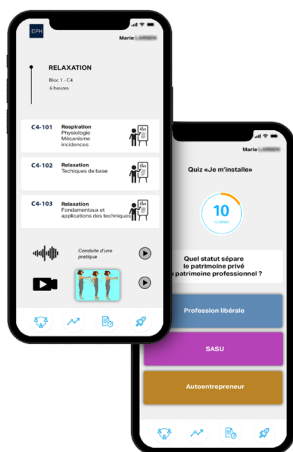 CPH
Marie
RELAXATION
Bloc 1 - C4
6 heures
C4-101
Respiration
Physiologie
Mécanisme
incidences
C4-102
Relaxation
Techiques de base
C4-103
Relaxation
Fondamentaux et
applications des techniques
Conduite d'une
pratique
Marie
Quiz «Je m'installe»
10
Quel statut sépare
le patrimoine privé
patrimoine professionnel ?
Profession libérale
SASU
Autoentrepreneur